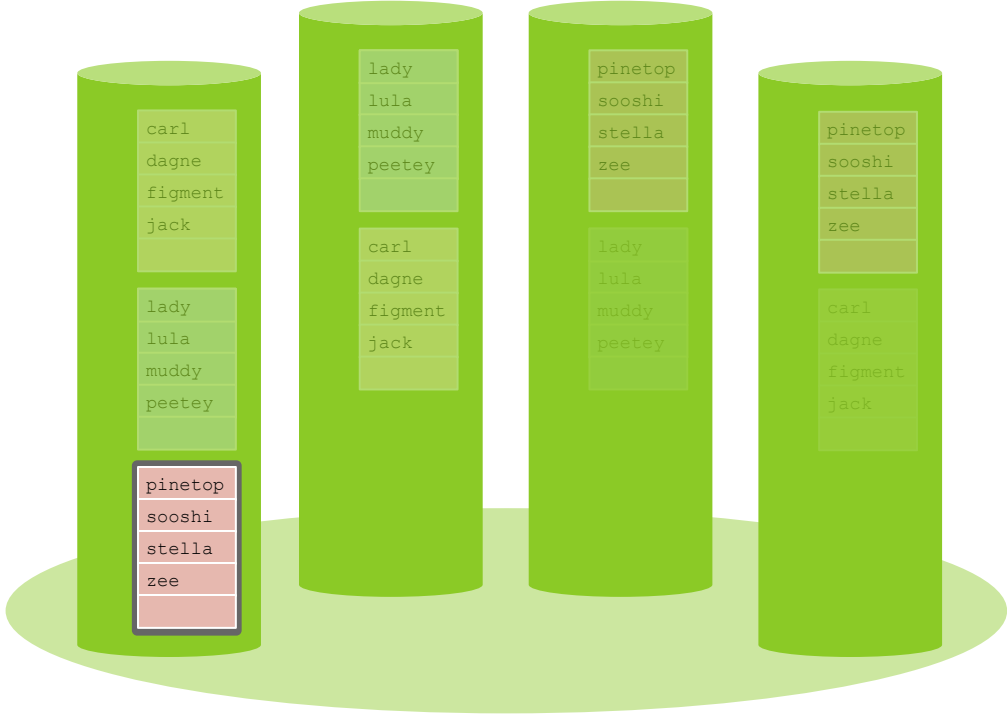 carl
dagne
figment
jack
lady
lula
muddy
peetey
pinetop
sooshi
stella
zee
lady
lula
muddy
peetey
carl
dagne
figment
jack
pinetop
sooshi
stella
zee
lady
lula
muddy
peetey
pinetop
sooshi
stella
zee
carl
dagne
figment
jack